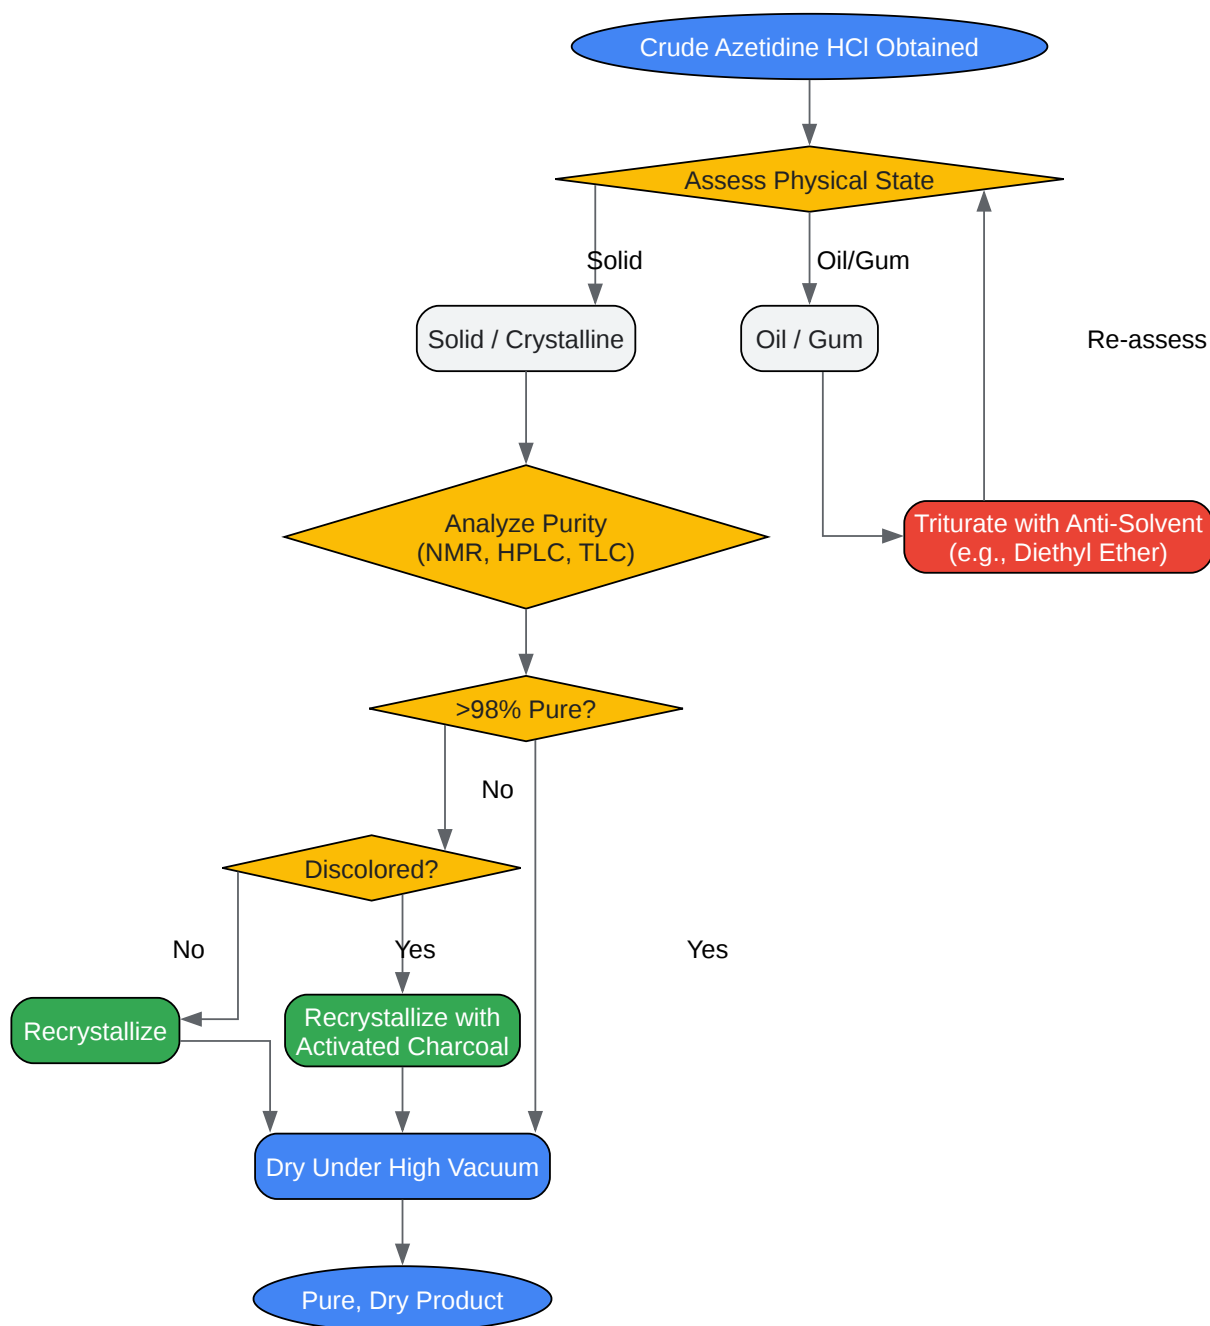 Crude Azetidine HCl Obtained
Assess Physical State
Solid
Oil/Gum
Solid / Crystalline
Oil / Gum
Re-assess
Analyze Purity
(NMR, HPLC, TLC)
Triturate with Anti-Solvent
(e.g., Diethyl Ether)
>98% Pure?
No
Discolored?
No
Yes
Yes
Recrystallize
Recrystallize with
Activated Charcoal
Dry Under High Vacuum
Pure, Dry Product